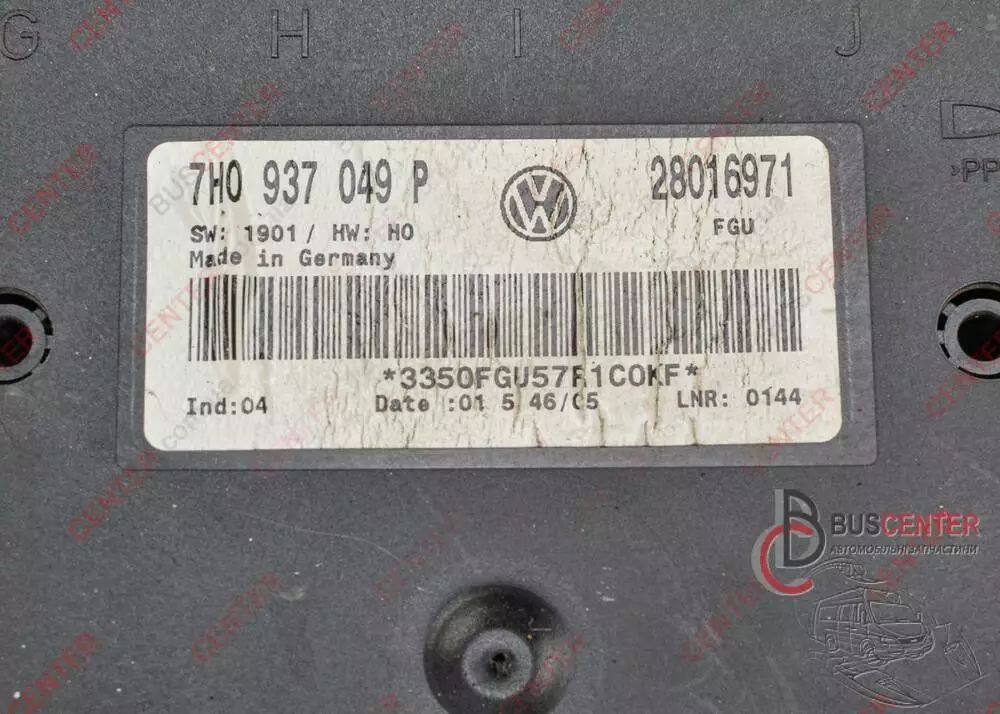 G H I J
7H0 937 049 P
28016971
SW: 1901 / HW: H0
FGU
Made in Germany
Ind:04
Date :01 5 46/05
LNR: 0144
>PP
BUSCENTER
АВТОМОБІЛЬНІ ЗАПЧАСТИНИ